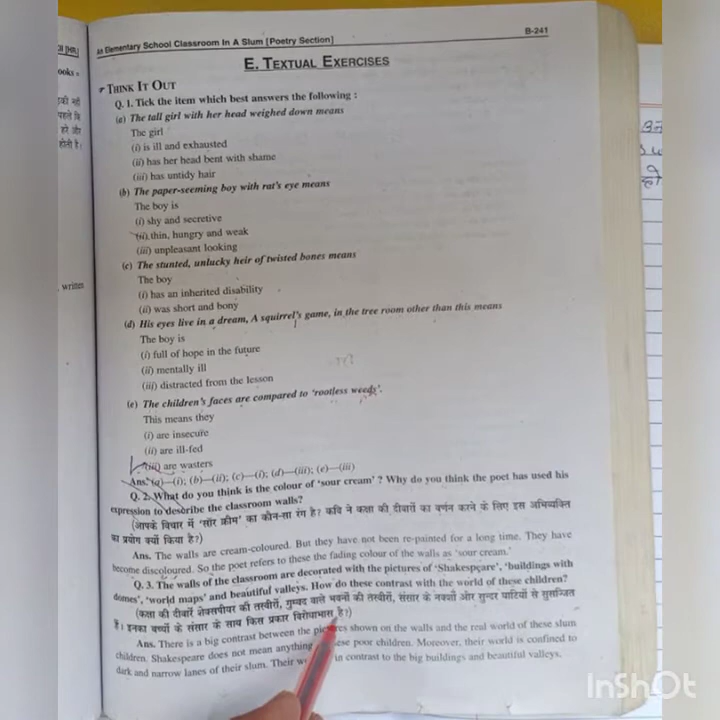 An Elementary School Classroom In A Slum [Poetry Section] B-241
E. TEXTUAL EXERCISES
THINK IT OUT
Q. 1. Tick the item which best answers the following :
(a) The tall girl with her head weighed down means
The girl
(i) is ill and exhausted
(ii) has her head bent with shame
(iii) has untidy hair
(b) The paper-seeming boy with rat's eye means
The boy is
(i) shy and secretive
(ii) thin, hungry and weak
(iii) unpleasant looking
(c) The stunted, unlucky heir of twisted bones means
The boy
(i) has an inherited disability
(ii) was short and bony
(d) His eyes live in a dream, A squirrel's game, in the tree room other than this means
The boy is
(i) full of hope in the future
(ii) mentally ill
(iii) distracted from the lesson
(e) The children's faces are compared to 'rootless weeds'.
This means they
(i) are insecure
(ii) are ill-fed
(iii) are wasters
Ans. (a)—(i); (b)—(ii); (c)—(i); (d)—(iii); (e)—(iii)
Q. 2. What do you think is the colour of 'sour cream' ? Why do you think the poet has used his
expression to describe the classroom walls?
(आपके विचार में 'सॉर क्रीम' का कौन-सा रंग है? कवि ने कक्षा की दीवारों का वर्णन करने के लिए इस अभिव्यक्ति
का प्रयोग क्यों किया है?)
Ans. The walls are cream-coloured. But they have not been re-painted for a long time. They have
become discoloured. So the poet refers to these the fading colour of the walls as 'sour cream.'
Q. 3. The walls of the classroom are decorated with the pictures of 'Shakespeare', 'buildings with
domes', 'world maps' and beautiful valleys. How do these contrast with the world of these children?
(कक्षा की दीवारें शेक्सपीयर की तस्वीरों, गुम्बद वाले भवनों की तस्वीरों, संसार के नक्शों और सुन्दर घाटियों से सुसज्जित
हैं। इनका बच्चों के संसार के साथ किस प्रकार विरोधाभास है?)
Ans. There is a big contrast between the pictures shown on the walls and the real world of these slum
children. Shakespeare does not mean anything these poor children. Moreover, their world is confined to
dark and narrow lanes of their slum. Their in contrast to the big buildings and beautiful valleys.
ooks :
पहले
और
होती है।
writes
InShOt